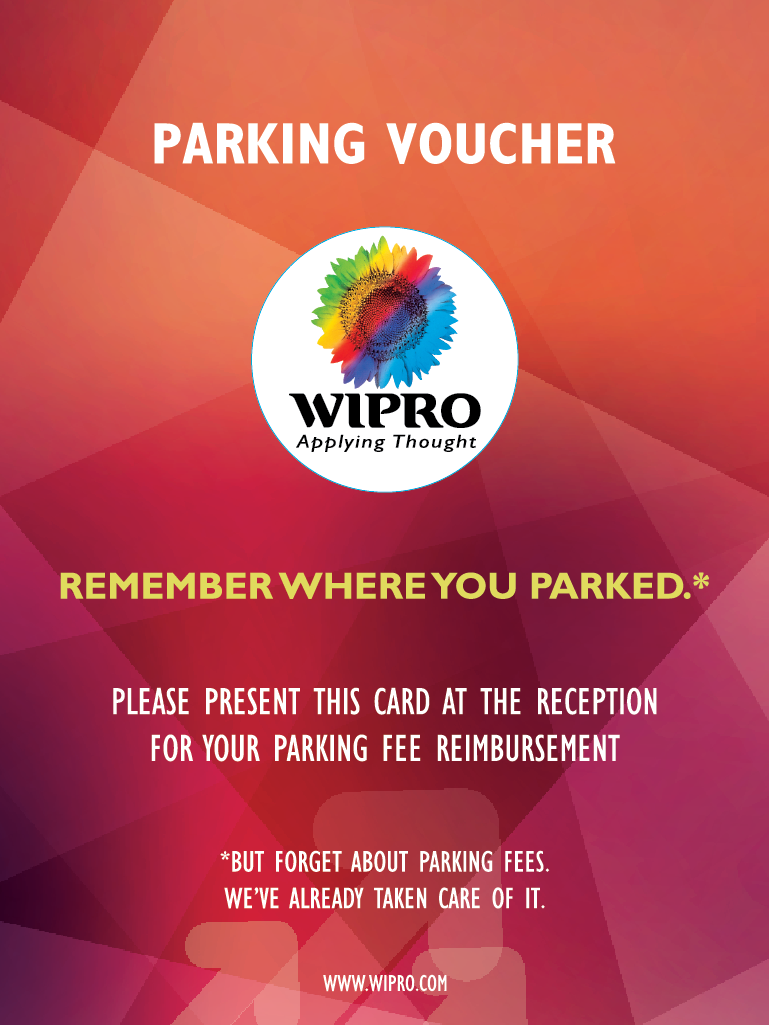 PARKING VOUCHER
WIPRO
Applying Thought
REMEMBER WHERE YOU PARKED.*
PLEASE PRESENT THIS CARD AT THE RECEPTION
FOR YOUR PARKING FEE REIMBURSEMENT
*BUT FORGET ABOUT PARKING FEES.
WE'VE ALREADY TAKEN CARE OF IT.
WWW.WIPRO.COM